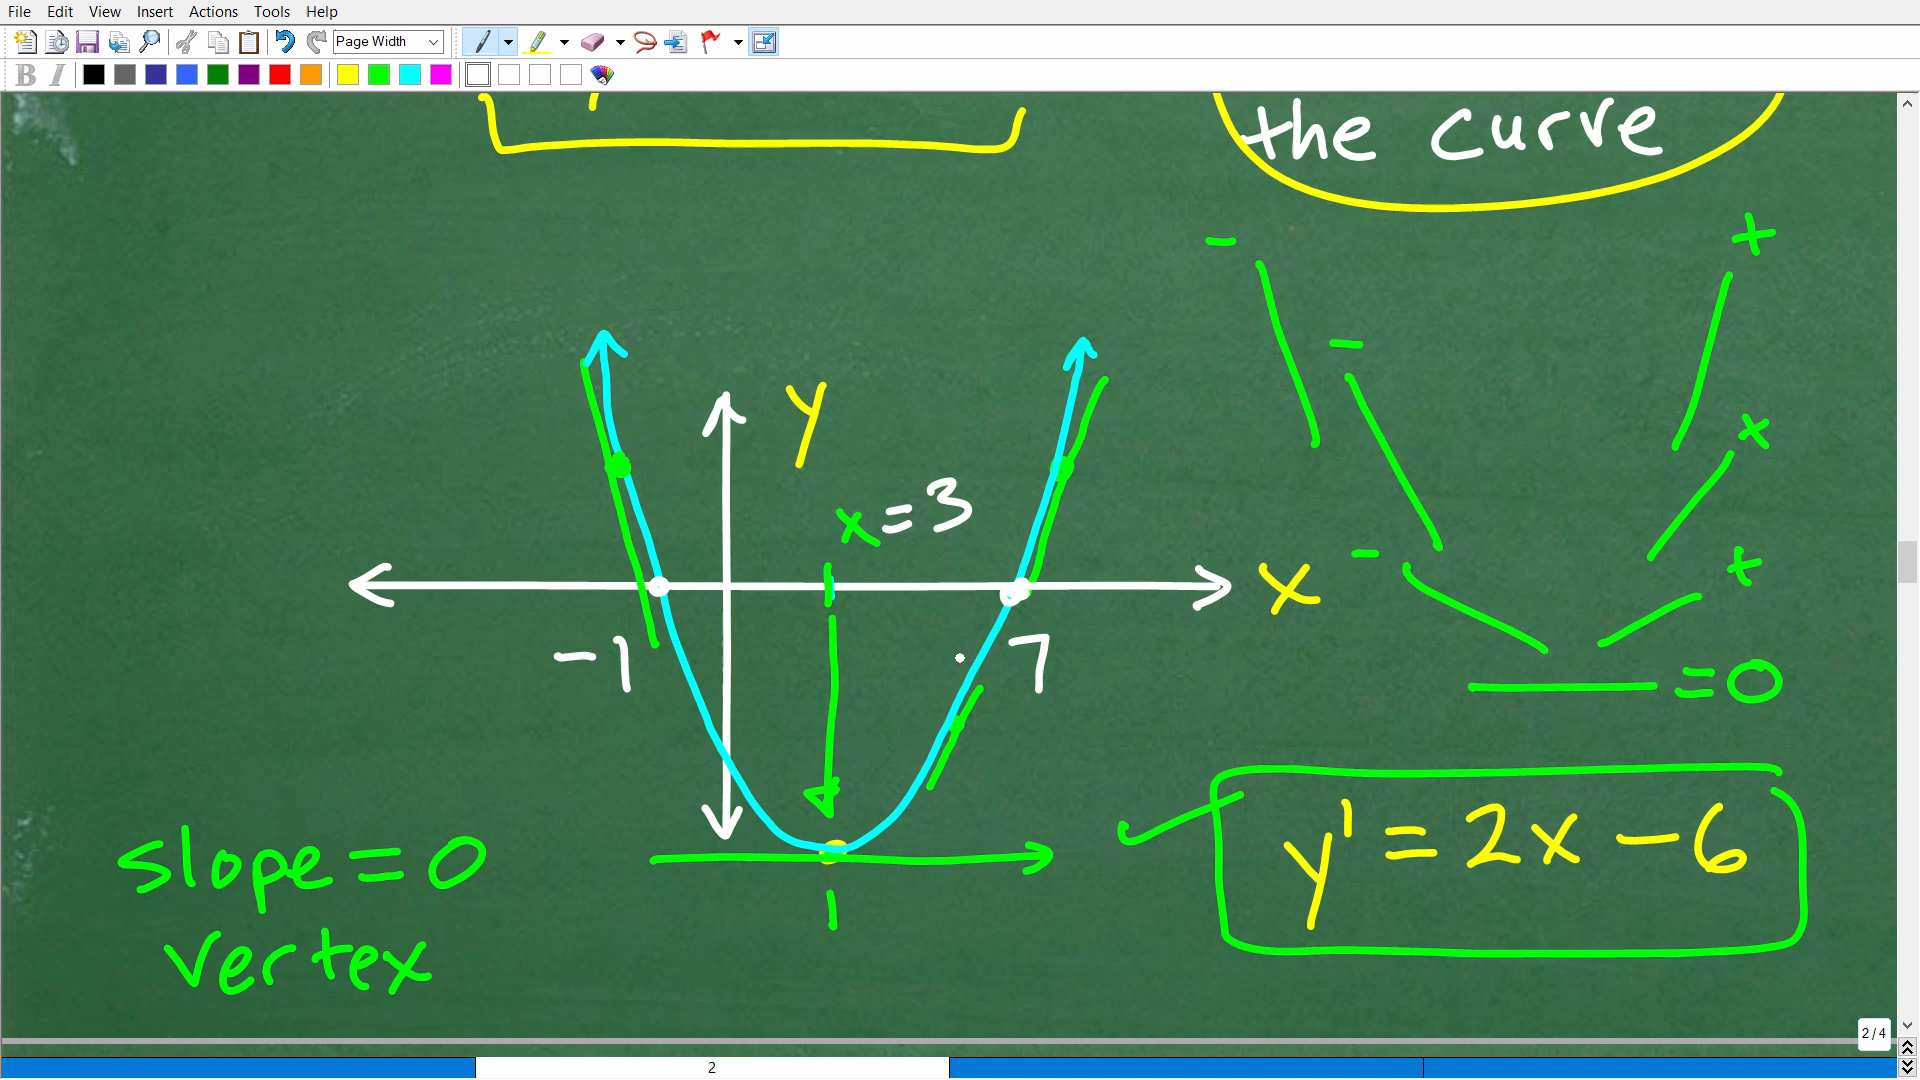 File Edit View Insert Actions Tools Help
Page Width
B I
the curve
- +
-
y
x
x = 3
- +
x
-1 7
= 0
y' = 2x - 6
slope = 0
vertex
2 / 4
2